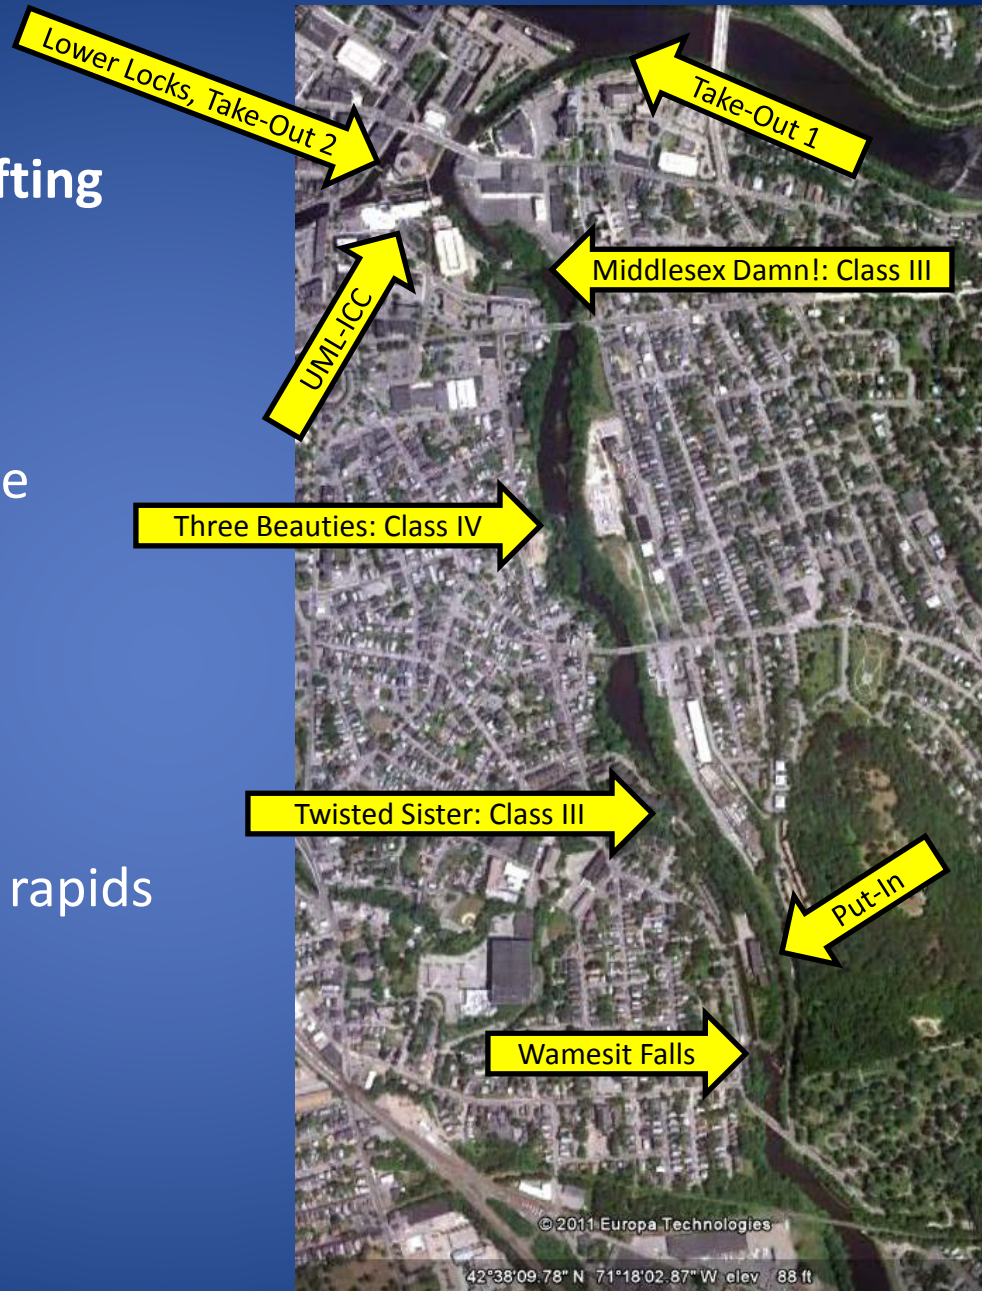 Lower Locks, Take-Out 2
Take-Out 1
fting
Middlesex Damn!: Class III
UML-ICC
e
Three Beauties: Class IV
Twisted Sister: Class III
rapids
Put-In
Wamesit Falls
© 2011 Europa Technologies
42°38'09.78" N 71°18'02.87" W elev 88 ft